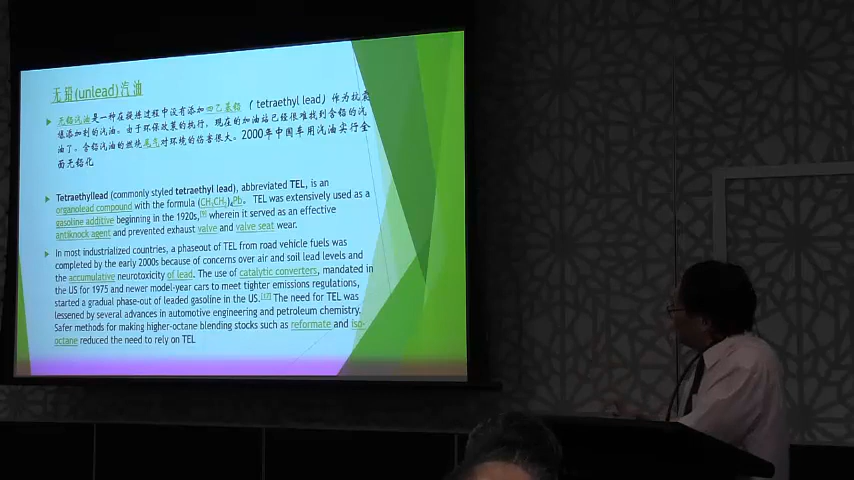 无铅(unlead)汽油
无铅汽油是一种在提炼过程中没有添加四乙基铅 ( tetraethyl lead) 作为抗震
爆添加剂的汽油。由于环保政策的执行，现在的加油站已经很难找到含铅的汽
油了。含铅汽油的燃烧尾气对环境的伤害很大。2000年中国车用汽油实行全
面无铅化
Tetraethyllead (commonly styled tetraethyl lead), abbreviated TEL, is an
organolead compound with the formula (CH3CH2)4Pb. TEL was extensively used as a
gasoline additive beginning in the 1920s, wherein it served as an effective
antiknock agent and prevented exhaust valve and valve seat wear.
In most industrialized countries, a phaseout of TEL from road vehicle fuels was
completed by the early 2000s because of concerns over air and soil lead levels and
the accumulative neurotoxicity of lead. The use of catalytic converters, mandated in
the US for 1975 and newer model-year cars to meet tighter emissions regulations,
started a gradual phase-out of leaded gasoline in the US. The need for TEL was
lessened by several advances in automotive engineering and petroleum chemistry.
Safer methods for making higher-octane blending stocks such as reformate and iso-
octane reduced the need to rely on TEL